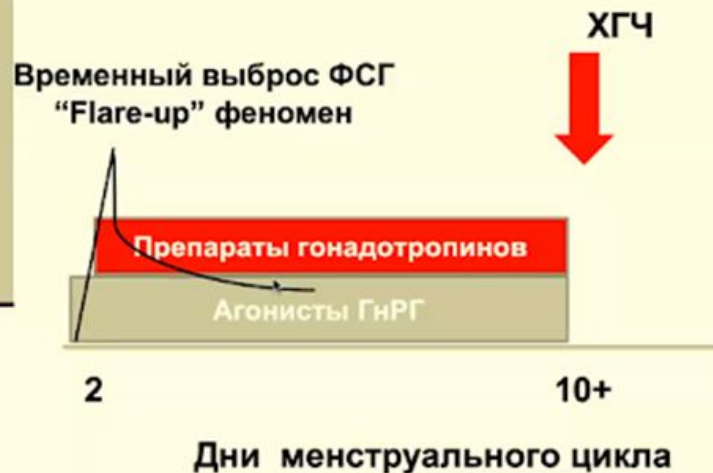 ХГЧ
Временный выброс ФСГ
“Flare-up” феномен
Препараты гонадотропинов
Агонисты ГнРГ
2
10+
Дни менструального цикла